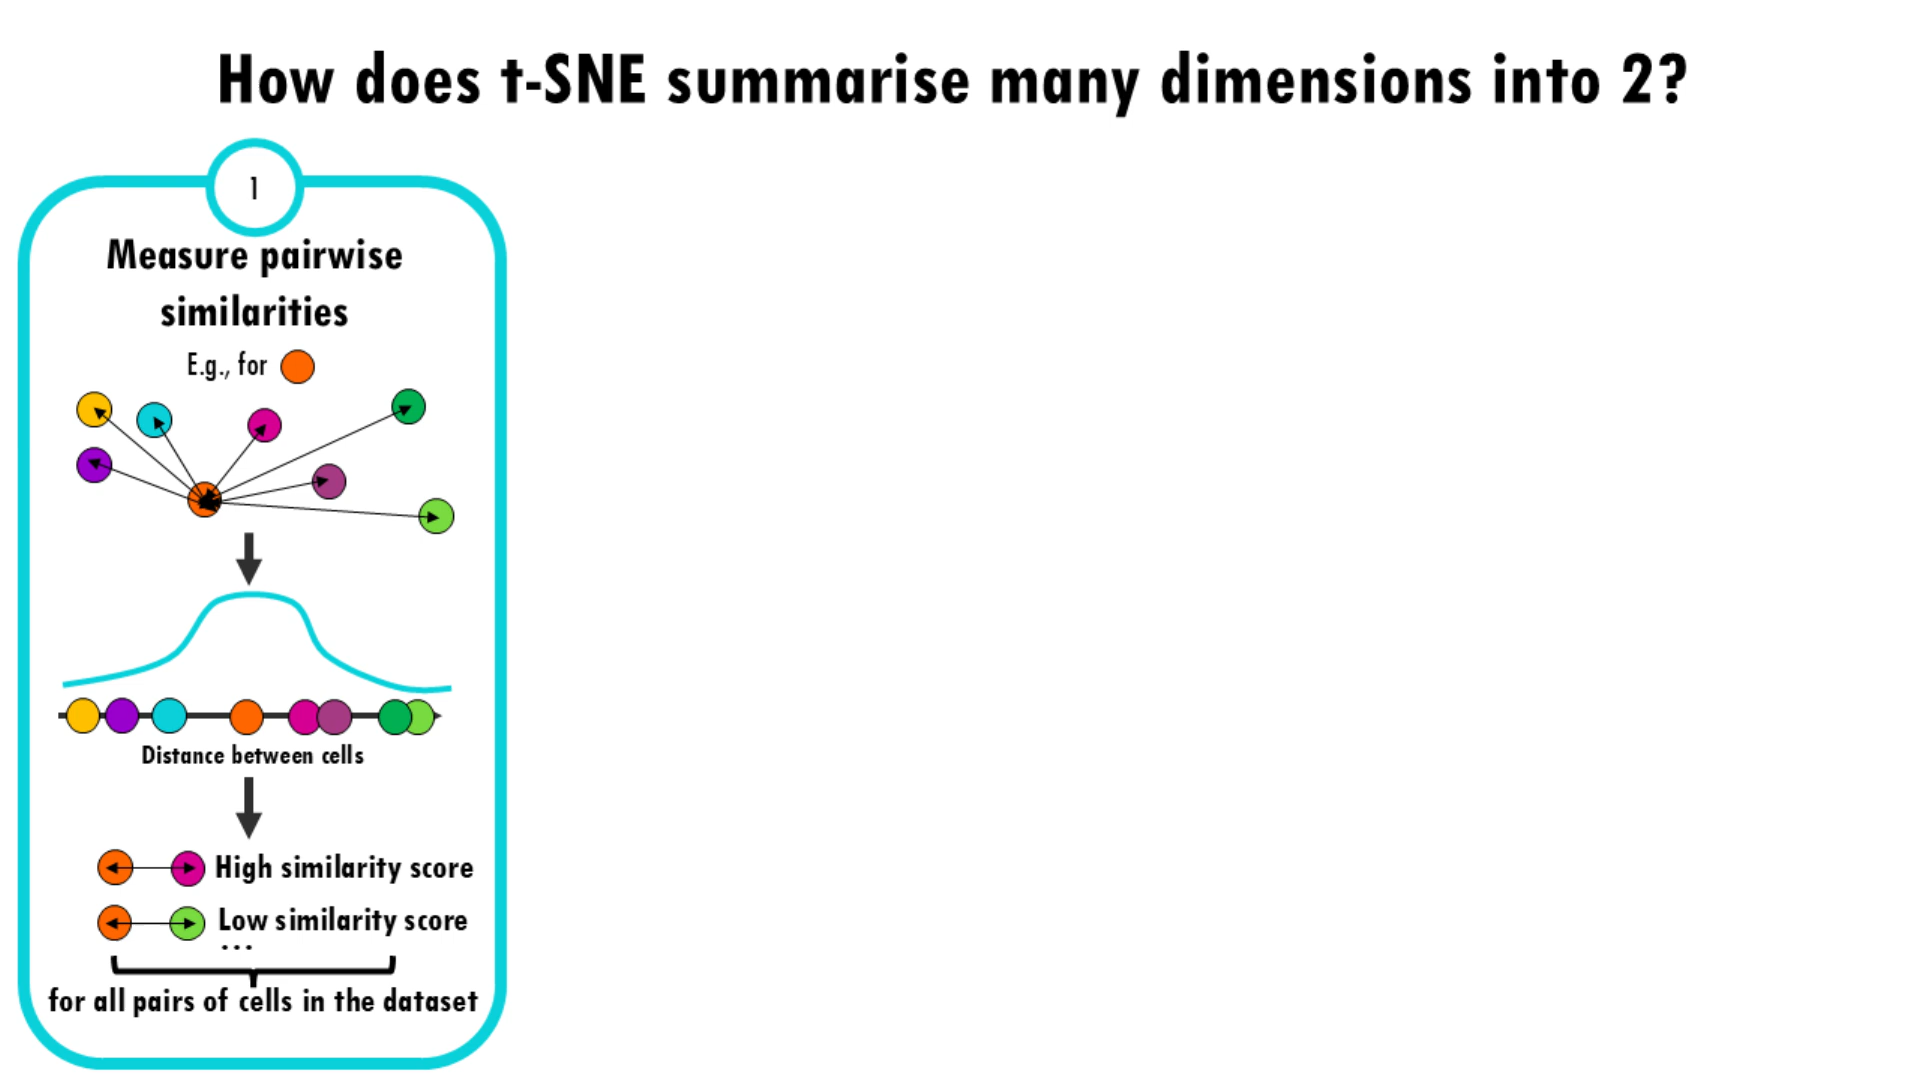 How does t-SNE summarise many dimensions into 2?
1
Measure pairwise
similarities
E.g., for
Distance between cells
High similarity score
Low similarity score
...
for all pairs of cells in the dataset